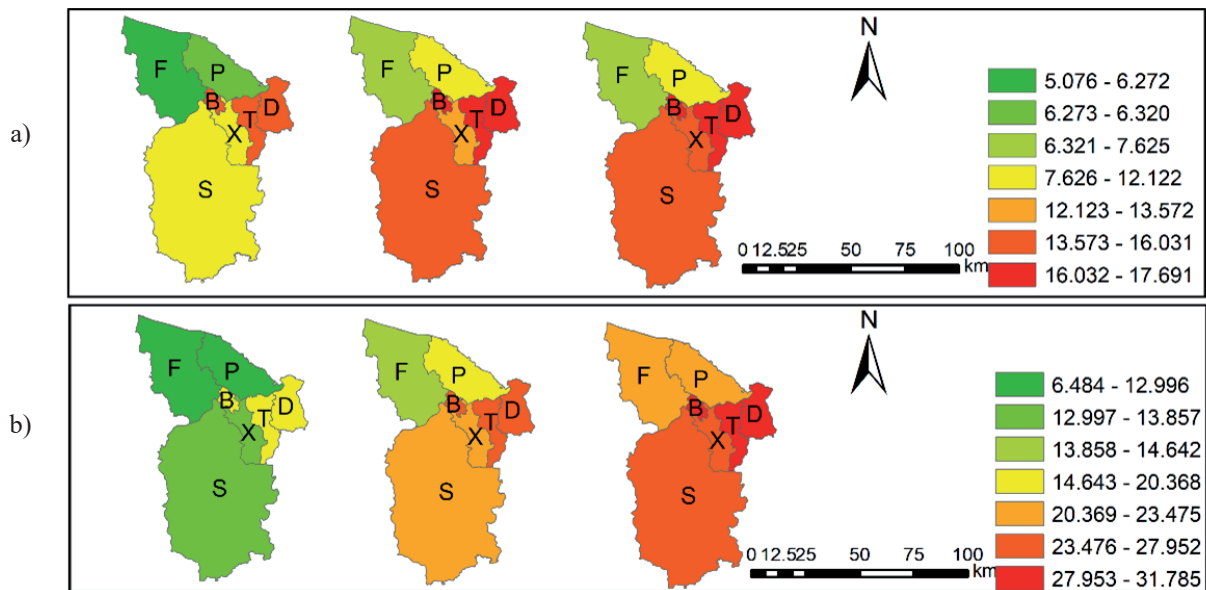 a)
F
P
B
T
D
X
S
F
P
B
T
D
X
S
F
P
B
T
D
X
S
N
5.076 - 6.272
6.273 - 6.320
6.321 - 7.625
7.626 - 12.122
12.123 - 13.572
13.573 - 16.031
16.032 - 17.691
0 12.525 50 75 100
km
b)
F
P
B
T
D
X
S
F
P
B
T
D
X
S
F
P
B
T
D
X
S
N
6.484 - 12.996
12.997 - 13.857
13.858 - 14.642
14.643 - 20.368
20.369 - 23.475
23.476 - 27.952
27.953 - 31.785
0 12.525 50 75 100
km